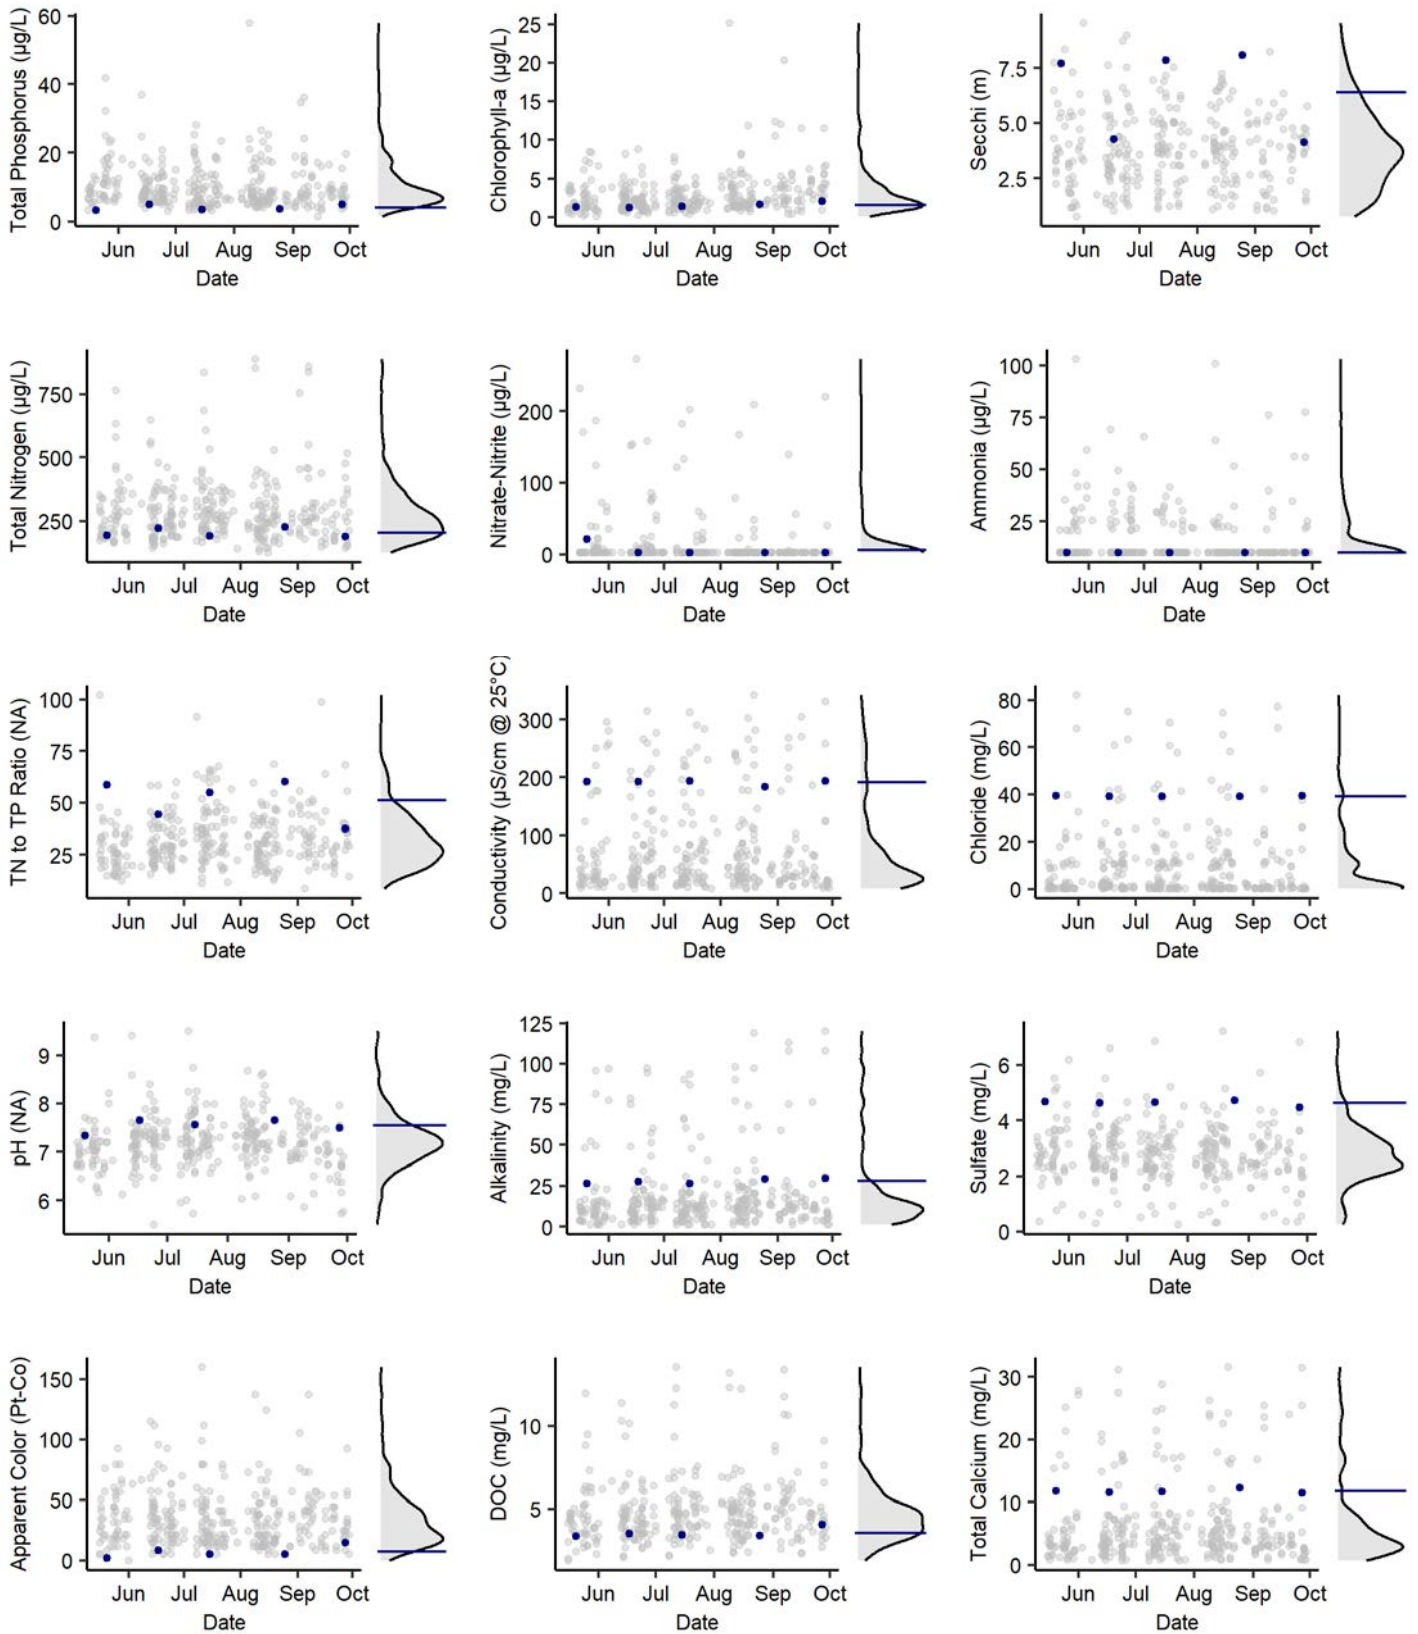 Total Phosphorus (µg/L)
60
40
20
0
Jun Jul Aug Sep Oct
Date
Chlorophyll-a (µg/L)
25
20
15
10
5
0
Jun Jul Aug Sep Oct
Date
Secchi (m)
7.5
5.0
2.5
Jun Jul Aug Sep Oct
Date
Total Nitrogen (µg/L)
750
500
250
Jun Jul Aug Sep Oct
Date
Nitrate-Nitrite (µg/L)
200
100
0
Jun Jul Aug Sep Oct
Date
Ammonia (µg/L)
100
75
50
25
Jun Jul Aug Sep Oct
Date
TN to TP Ratio (NA)
100
75
50
25
Jun Jul Aug Sep Oct
Date
Conductivity (µS/cm @ 25°C)
300
200
100
0
Jun Jul Aug Sep Oct
Date
Chloride (mg/L)
80
60
40
20
0
Jun Jul Aug Sep Oct
Date
pH (NA)
9
8
7
6
Jun Jul Aug Sep Oct
Date
Alkalinity (mg/L)
125
100
75
50
25
0
Jun Jul Aug Sep Oct
Date
Sulfate (mg/L)
6
4
2
0
Jun Jul Aug Sep Oct
Date
Apparent Color (Pt-Co)
150
100
50
0
Jun Jul Aug Sep Oct
Date
DOC (mg/L)
10
5
Jun Jul Aug Sep Oct
Date
Total Calcium (mg/L)
30
20
10
0
Jun Jul Aug Sep Oct
Date